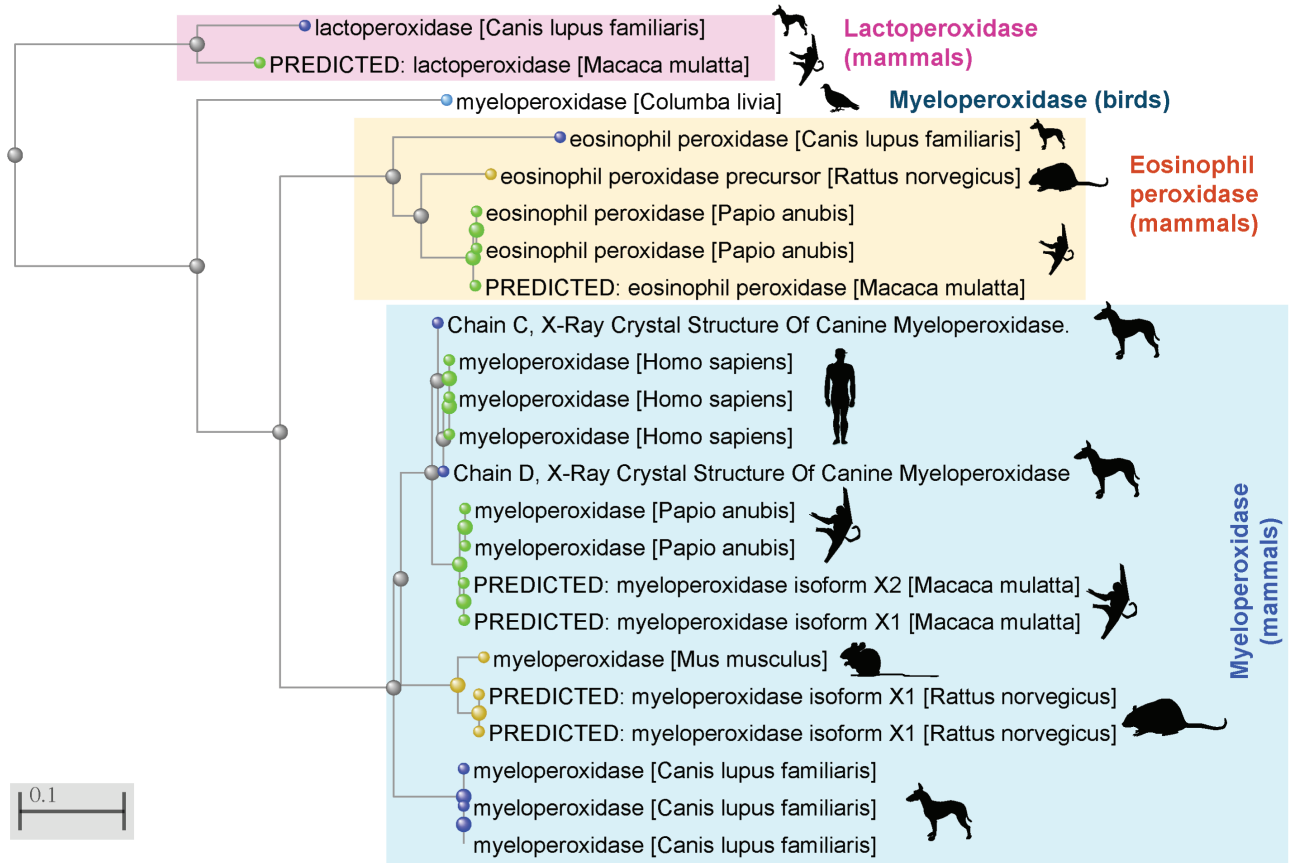 lactoperoxidase [Canis lupus familiaris]
PREDICTED: lactoperoxidase [Macaca mulatta]
Lactoperoxidase
(mammals)
myeloperoxidase [Columba livia]
Myeloperoxidase (birds)
eosinophil peroxidase [Canis lupus familiaris]
eosinophil peroxidase precursor [Rattus norvegicus]
eosinophil peroxidase [Papio anubis]
eosinophil peroxidase [Papio anubis]
PREDICTED: eosinophil peroxidase [Macaca mulatta]
Eosinophil
peroxidase
(mammals)
Chain C, X-Ray Crystal Structure Of Canine Myeloperoxidase.
myeloperoxidase [Homo sapiens]
myeloperoxidase [Homo sapiens]
myeloperoxidase [Homo sapiens]
Chain D, X-Ray Crystal Structure Of Canine Myeloperoxidase
myeloperoxidase [Papio anubis]
myeloperoxidase [Papio anubis]
PREDICTED: myeloperoxidase isoform X2 [Macaca mulatta]
PREDICTED: myeloperoxidase isoform X1 [Macaca mulatta]
myeloperoxidase [Mus musculus]
PREDICTED: myeloperoxidase isoform X1 [Rattus norvegicus]
PREDICTED: myeloperoxidase isoform X1 [Rattus norvegicus]
myeloperoxidase [Canis lupus familiaris]
myeloperoxidase [Canis lupus familiaris]
myeloperoxidase [Canis lupus familiaris]
Myeloperoxidase
(mammals)
0.1